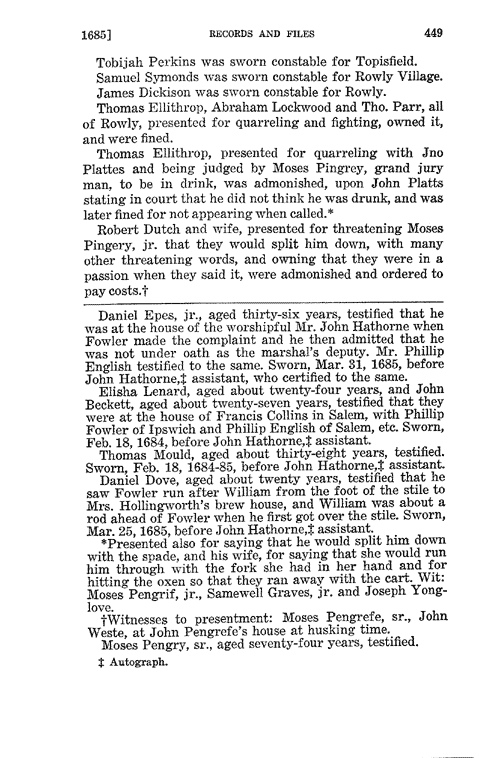 1685] RECORDS AND FILES 449
Tobijah Perkins was sworn constable for Topisfield.
Samuel Symonds was sworn constable for Rowly Village.
James Dickison was sworn constable for Rowly.
Thomas Ellithrop, Abraham Lockwood and Tho. Parr, all
of Rowly, presented for quarreling and fighting, owned it,
and were fined.
Thomas Ellithrop, presented for quarreling with Jno
Plattes and being judged by Moses Pingrey, grand jury
man, to be in drink, was admonished, upon John Platts
stating in court that he did not think he was drunk, and was
later fined for not appearing when called.*
Robert Dutch and wife, presented for threatening Moses
Pingery, jr. that they would split him down, with many
other threatening words, and owning that they were in a
passion when they said it, were admonished and ordered to
pay costs.†
Daniel Epes, jr., aged thirty-six years, testified that he
was at the house of the worshipful Mr. John Hathorne when
Fowler made the complaint and he then admitted that he
was not under oath as the marshal's deputy. Mr. Phillip
English testified to the same. Sworn, Mar. 31, 1685, before
John Hathorne,‡ assistant, who certified to the same.
Elisha Lenard, aged about twenty-four years, and John
Beckett, aged about twenty-seven years, testified that they
were at the house of Francis Collins in Salem, with Phillip
Fowler of Ipswich and Phillip English of Salem, etc. Sworn,
Feb. 18, 1684, before John Hathorne,‡ assistant.
Thomas Mould, aged about thirty-eight years, testified.
Sworn, Feb. 18, 1684-85, before John Hathorne,‡ assistant.
Daniel Dove, aged about twenty years, testified that he
saw Fowler run after William from the foot of the stile to
Mrs. Hollingworth's brew house, and William was about a
rod ahead of Fowler when he first got over the stile. Sworn,
Mar. 25, 1685, before John Hathorne,‡ assistant.
*Presented also for saying that he would split him down
with the spade, and his wife, for saying that she would run
him through with the fork she had in her hand and for
hitting the oxen so that they ran away with the cart. Wit:
Moses Pengrif, jr., Samewell Graves, jr. and Joseph Yong-
love.
†Witnesses to presentment: Moses Pengrefe, sr., John
Weste, at John Pengrefe's house at husking time.
Moses Pengry, sr., aged seventy-four years, testified.
‡ Autograph.